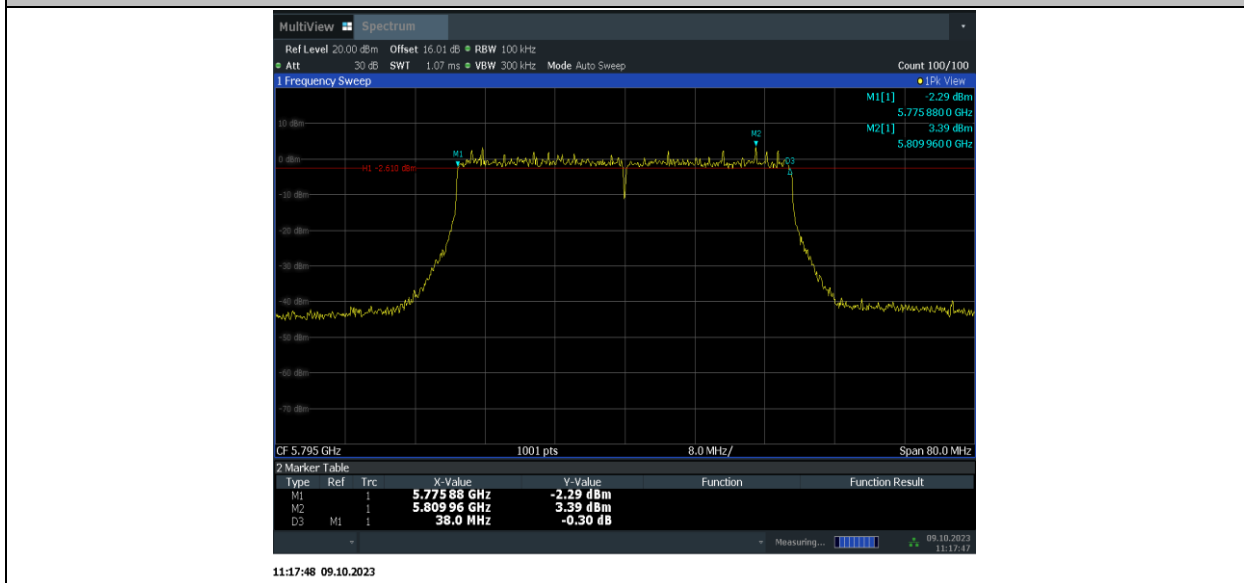 MultiView Spectrum
Ref Level 20.00 dBm Offset 16.01 dB RBW 100 kHz
Att 30 dB SWT 1.07 ms VBW 300 kHz Mode Auto Sweep Count 100/100
1 Frequency Sweep 1Pk View
M1[1] -2.29 dBm
5.775 880 0 GHz
M2[1] 3.39 dBm
5.809 960 0 GHz
10 dBm
M2
M1
0 dBm
D3
H1 -2.610 dBm
-10 dBm
-20 dBm
-30 dBm
-40 dBm
-50 dBm
-60 dBm
-70 dBm
CF 5.795 GHz 1001 pts 8.0 MHz/ Span 80.0 MHz
2 Marker Table
Type Ref Trc X-Value Y-Value Function Function Result
M1 1 5.775 88 GHz -2.29 dBm
M2 1 5.809 96 GHz 3.39 dBm
D3 M1 1 38.0 MHz -0.30 dB
Measuring... 09.10.2023
11:17:47
11:17:48 09.10.2023